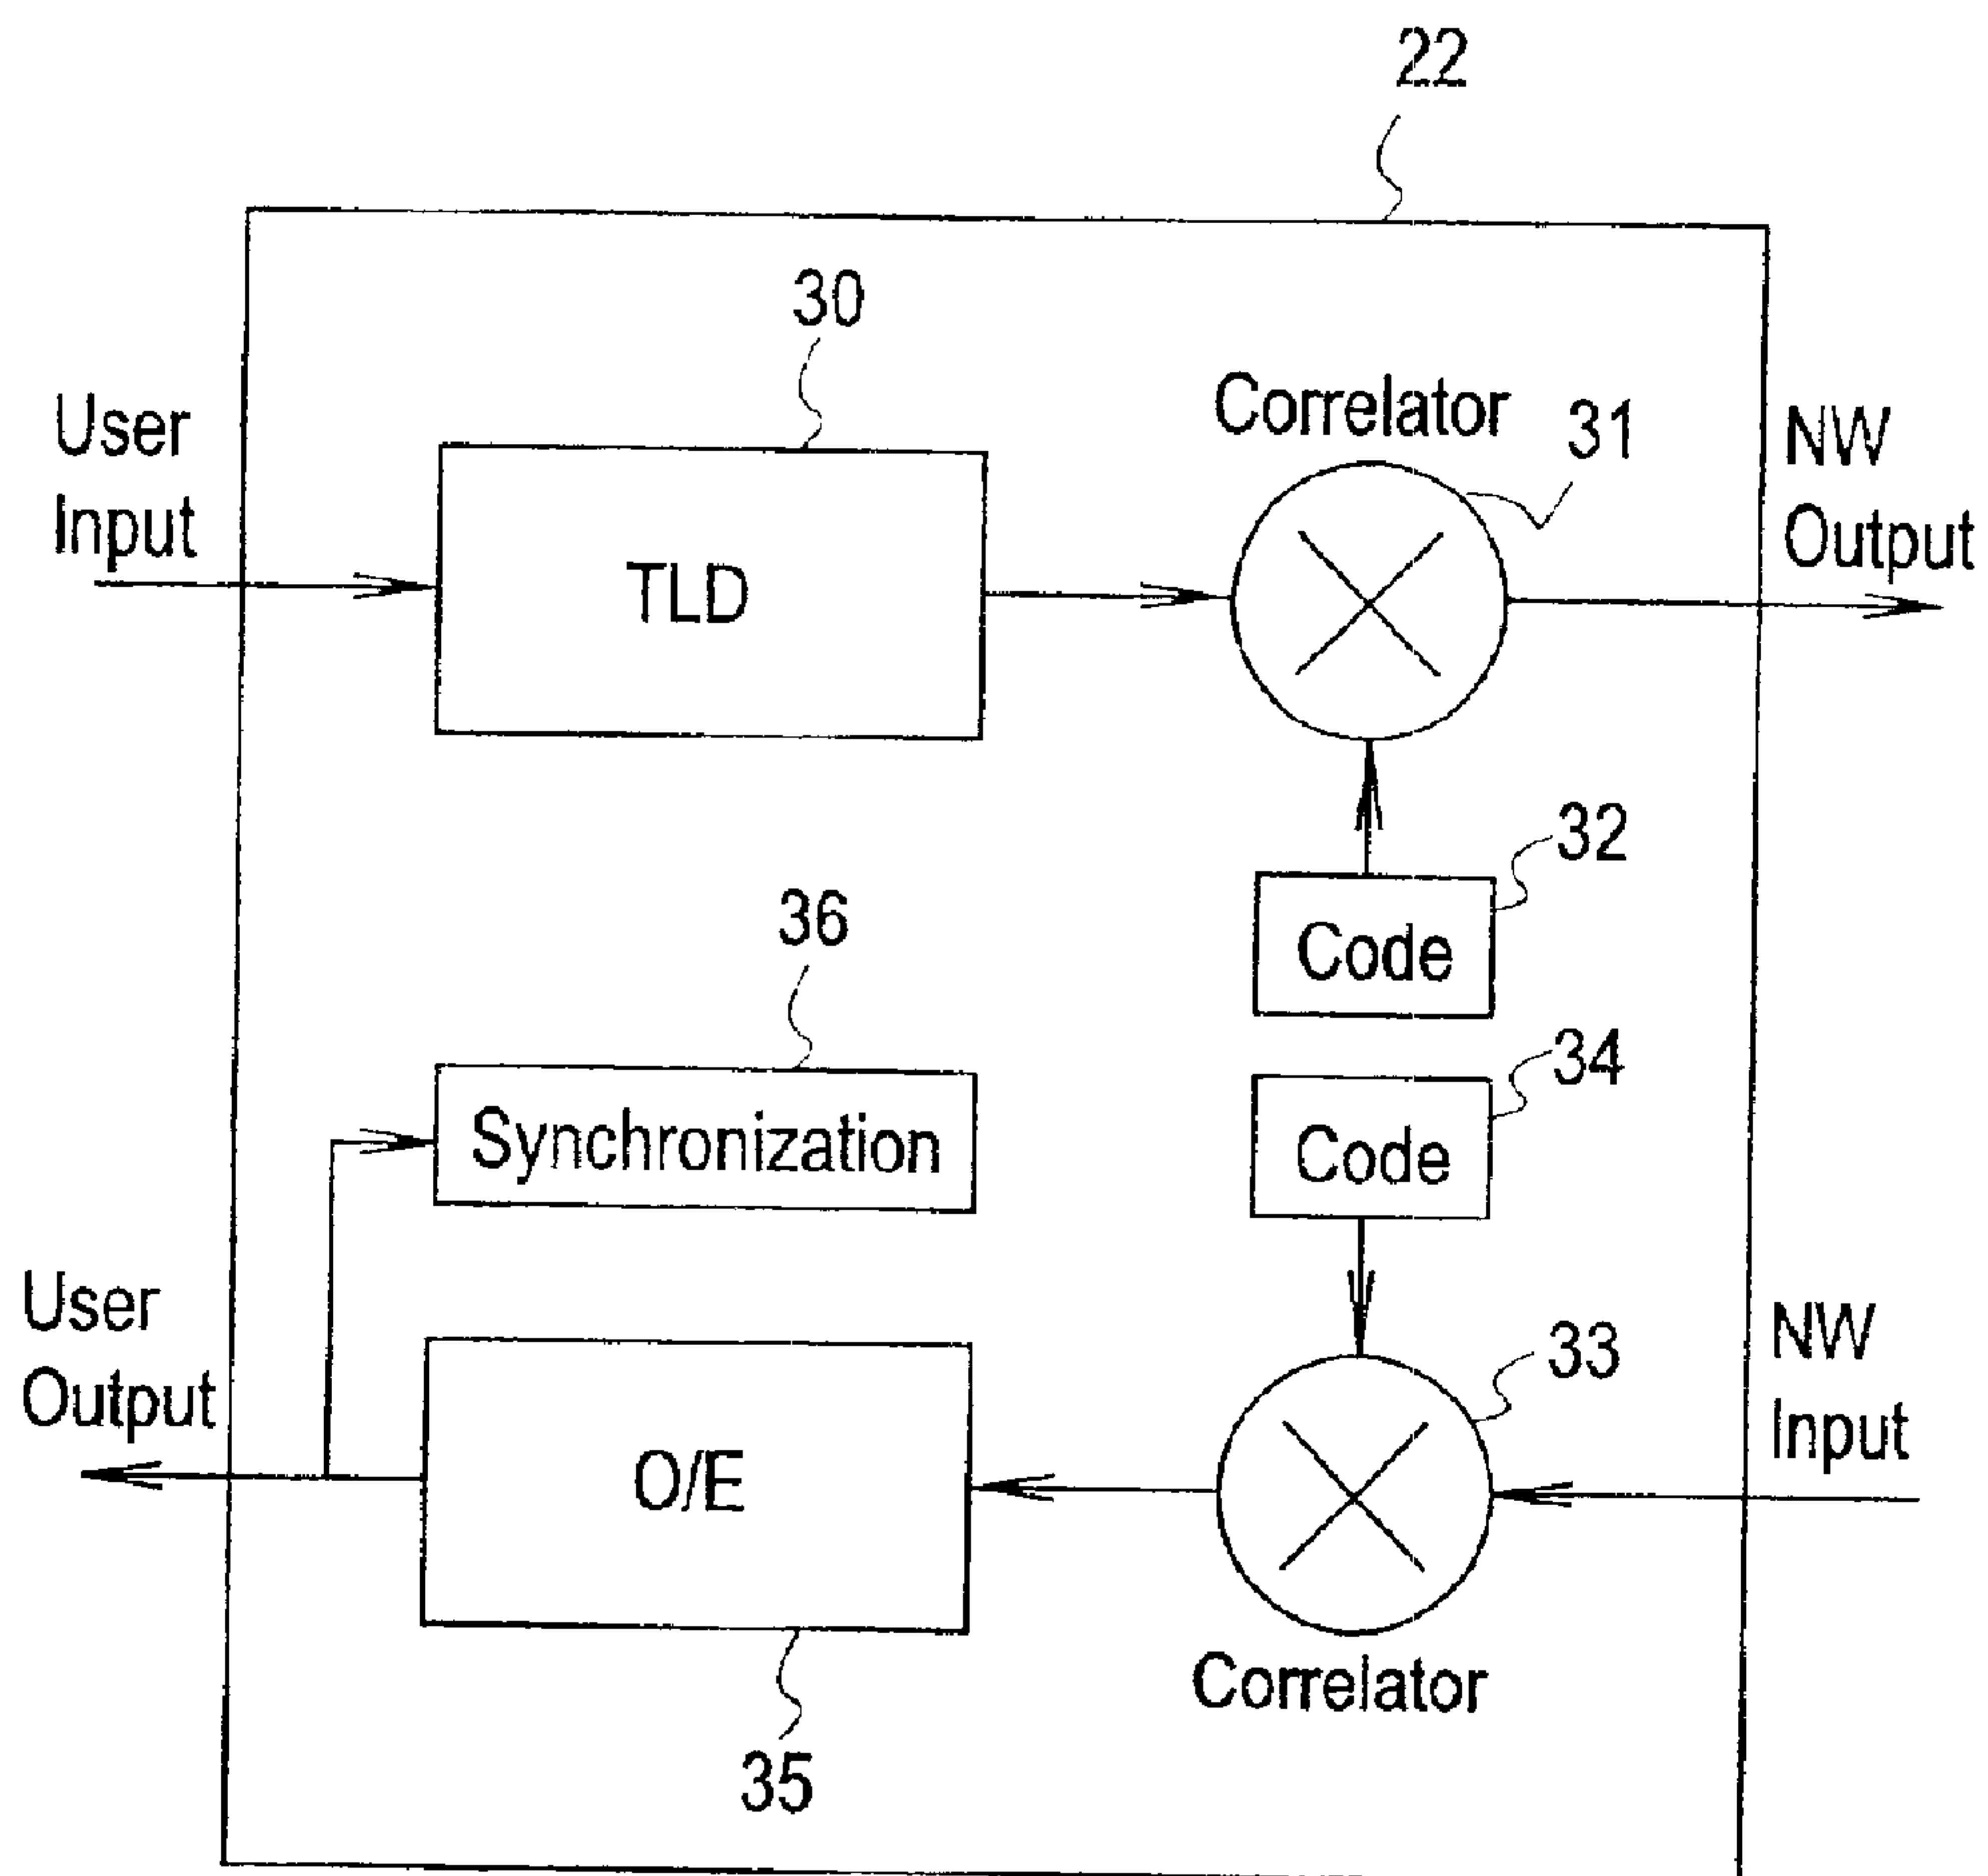 22
30
Correlator
31
User
Input
NW
Output
TLD
32
Code
36
34
Synchronization
Code
User
Output
33
NW
Input
O/E
Correlator
35